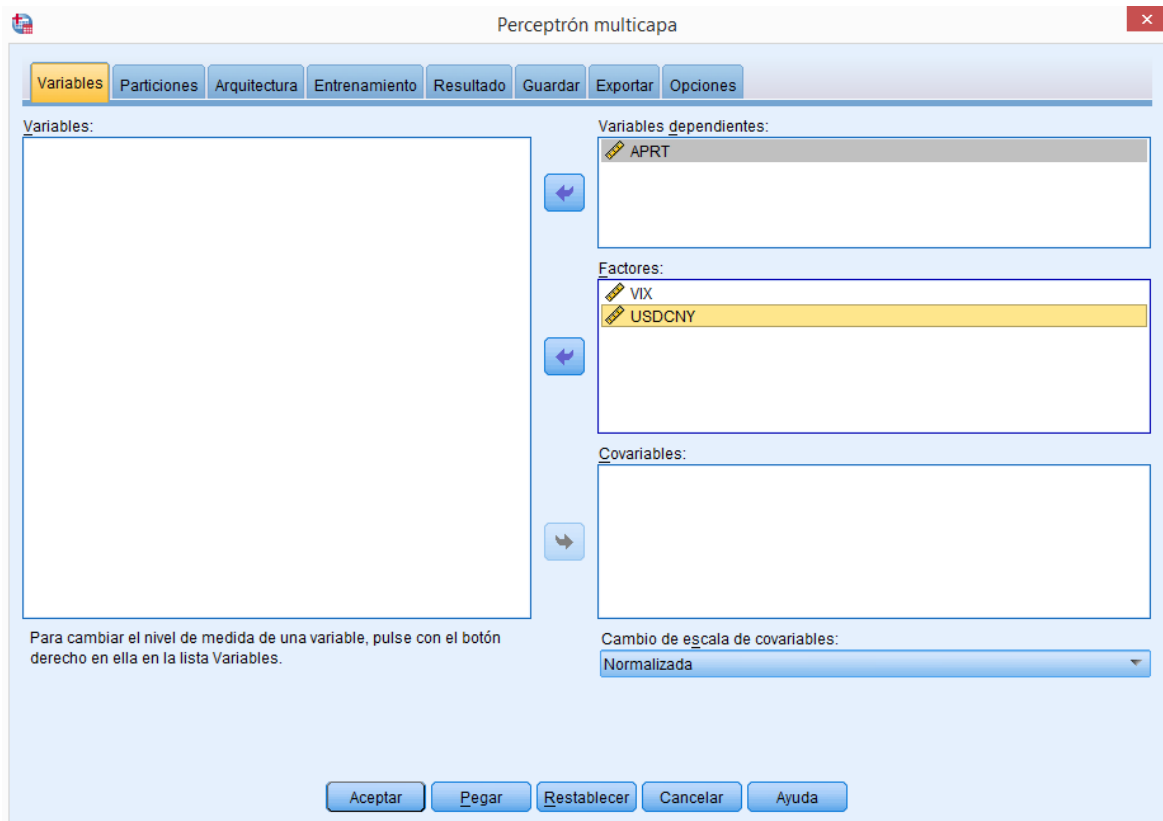 Perceptrón multicapa
Variables Particiones Arquitectura Entrenamiento Resultado Guardar Exportar Opciones
Variables:
Variables dependientes:
APRT
Factores:
VIX
USDCNY
Covariables:
Para cambiar el nivel de medida de una variable, pulse con el botón
derecho en ella en la lista Variables.
Cambio de escala de covariables:
Normalizada
Aceptar Pegar Restablecer Cancelar Ayuda